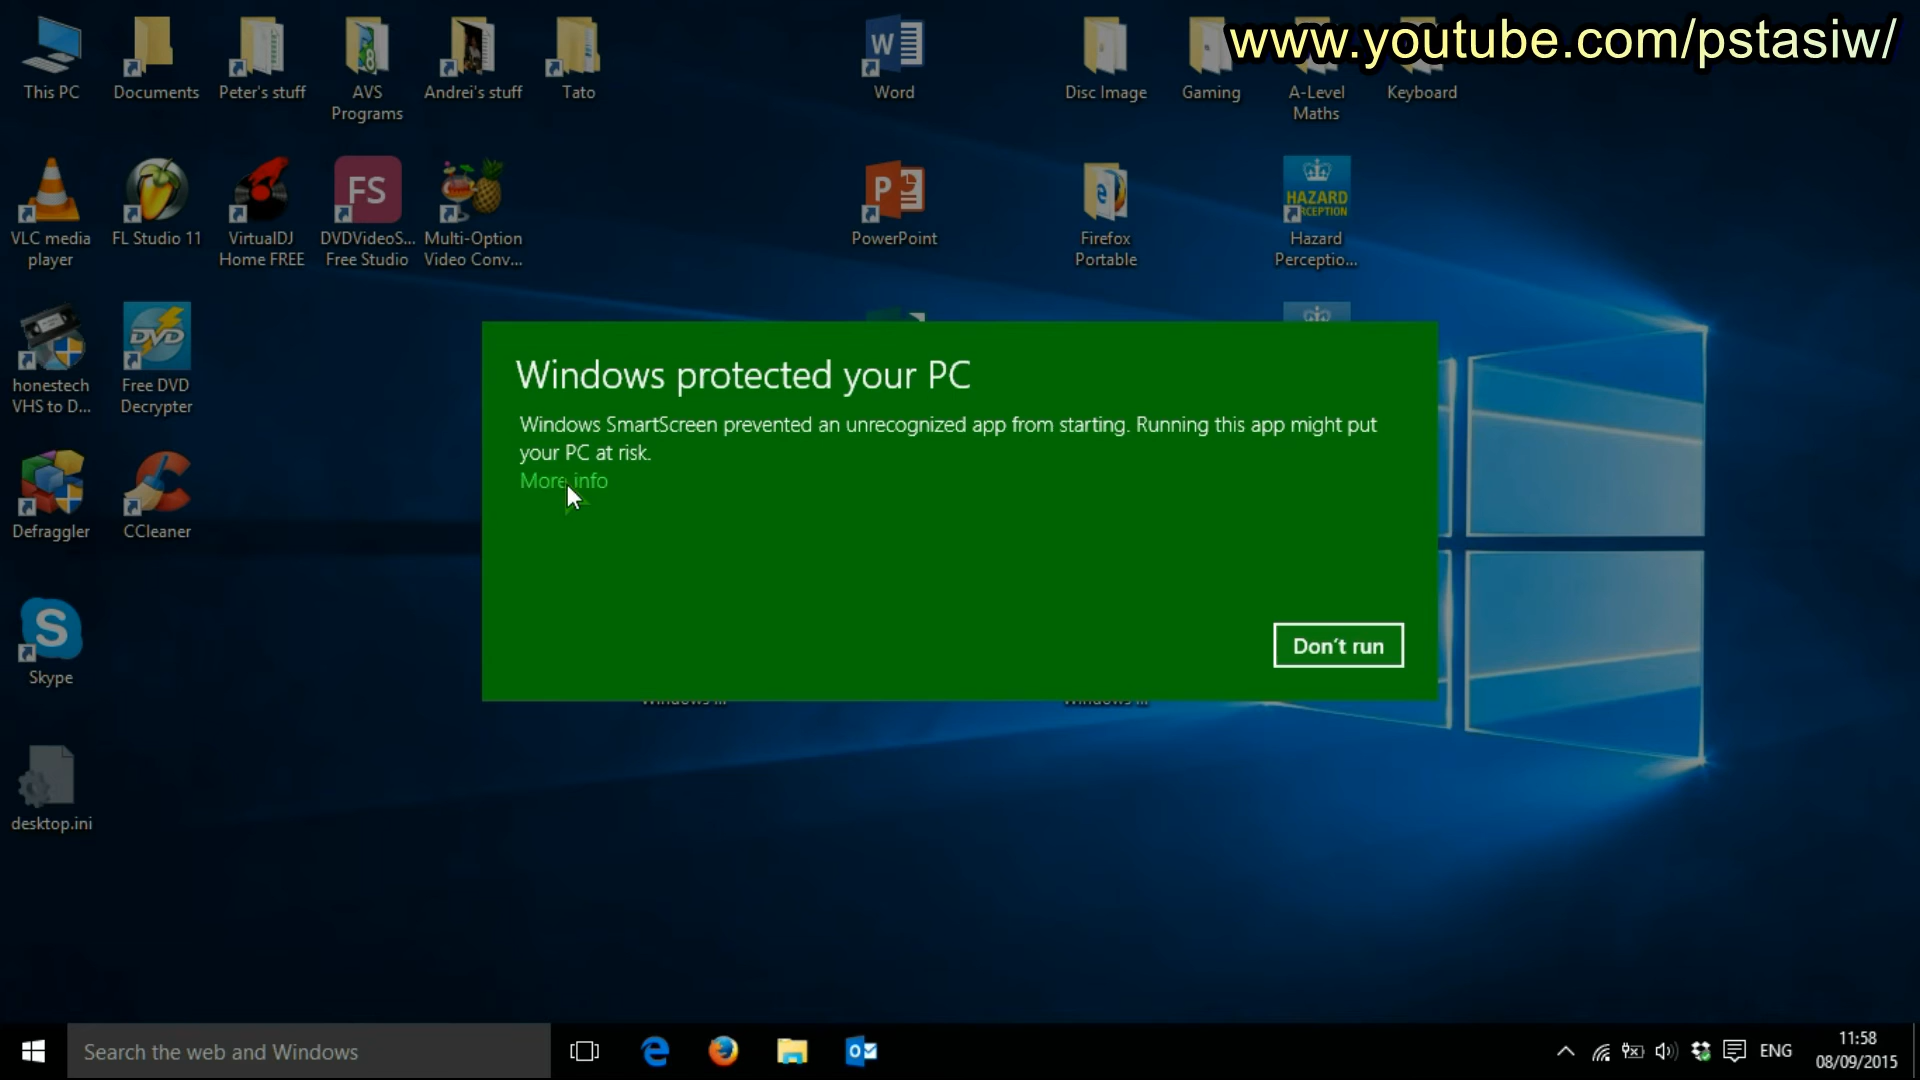 www.youtube.com/pstasiw/
This PC
Documents
Peter's stuff
AVS
Programs
Andrei's stuff
Tato
Word
Disc Image
Gaming
A-Level
Maths
Keyboard
VLC media
player
FL Studio 11
VirtualDJ
Home FREE
FS
DVDVideoS...
Free Studio
Multi-Option
Video Conv...
PowerPoint
Firefox
Portable
HAZARD
Hazard
Perceptio...
honestech
VHS to D...
DVD
Free DVD
Decrypter
Windows protected your PC
Windows SmartScreen prevented an unrecognized app from starting. Running this app might put
your PC at risk.
More info
Don't run
Defraggler
CCleaner
Skype
desktop.ini
Search the web and Windows
ENG
11:58
08/09/2015